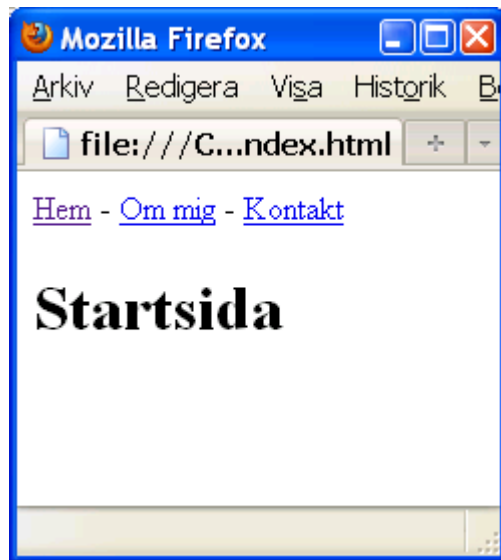 Mozilla Firefox
Arkiv Redigera Visa Historik
file:///C...ndex.html
Hem - Om mig - Kontakt
Startsida